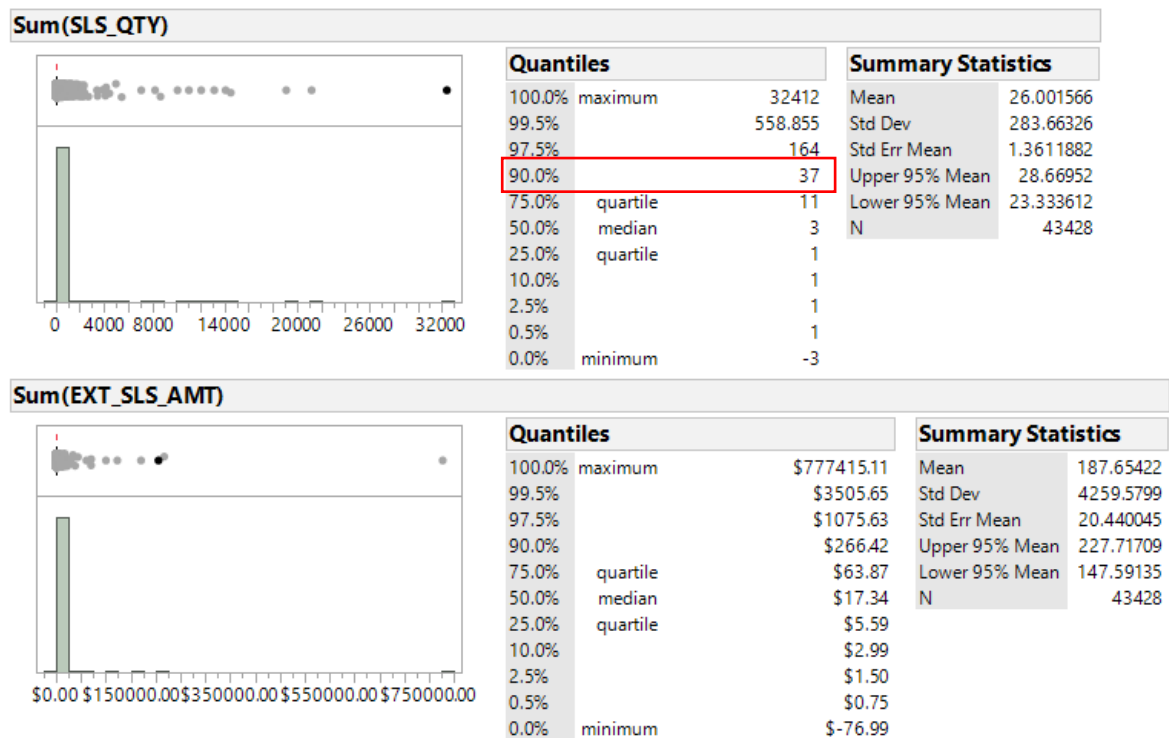 Sum(SLS_QTY)
0 4000 8000 14000 20000 26000 32000
Quantiles
100.0% maximum 32412
99.5% 558.855
97.5% 164
90.0% 37
75.0% quartile 11
50.0% median 3
25.0% quartile 1
10.0% 1
2.5% 1
0.5% 1
0.0% minimum -3
Summary Statistics
Mean 26.001566
Std Dev 283.66326
Std Err Mean 1.3611882
Upper 95% Mean 28.66952
Lower 95% Mean 23.333612
N 43428
Sum(EXT_SLS_AMT)
$0.00 $150000.00 $350000.00 $550000.00 $750000.00
Quantiles
100.0% maximum $777415.11
99.5% $3505.65
97.5% $1075.63
90.0% $266.42
75.0% quartile $63.87
50.0% median $17.34
25.0% quartile $5.59
10.0% $2.99
2.5% $1.50
0.5% $0.75
0.0% minimum $-76.99
Summary Statistics
Mean 187.65422
Std Dev 4259.5799
Std Err Mean 20.440045
Upper 95% Mean 227.71709
Lower 95% Mean 147.59135
N 43428